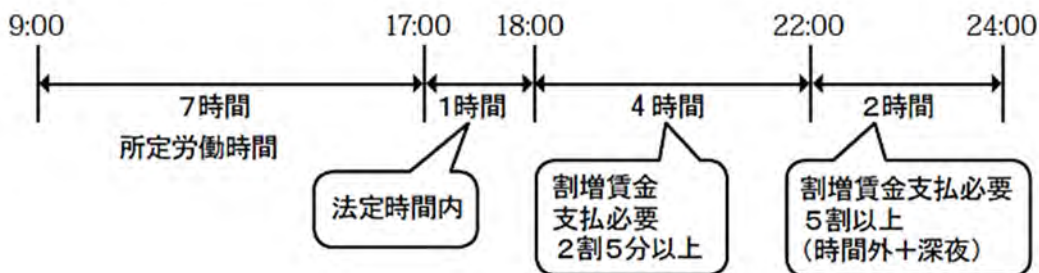 9:00 17:00 18:00 22:00 24:00
7時間 1時間 4時間 2時間
所定労働時間
法定時間内
割増賃金
支払必要
2割5分以上
割増賃金支払必要
5割以上
(時間外+深夜)